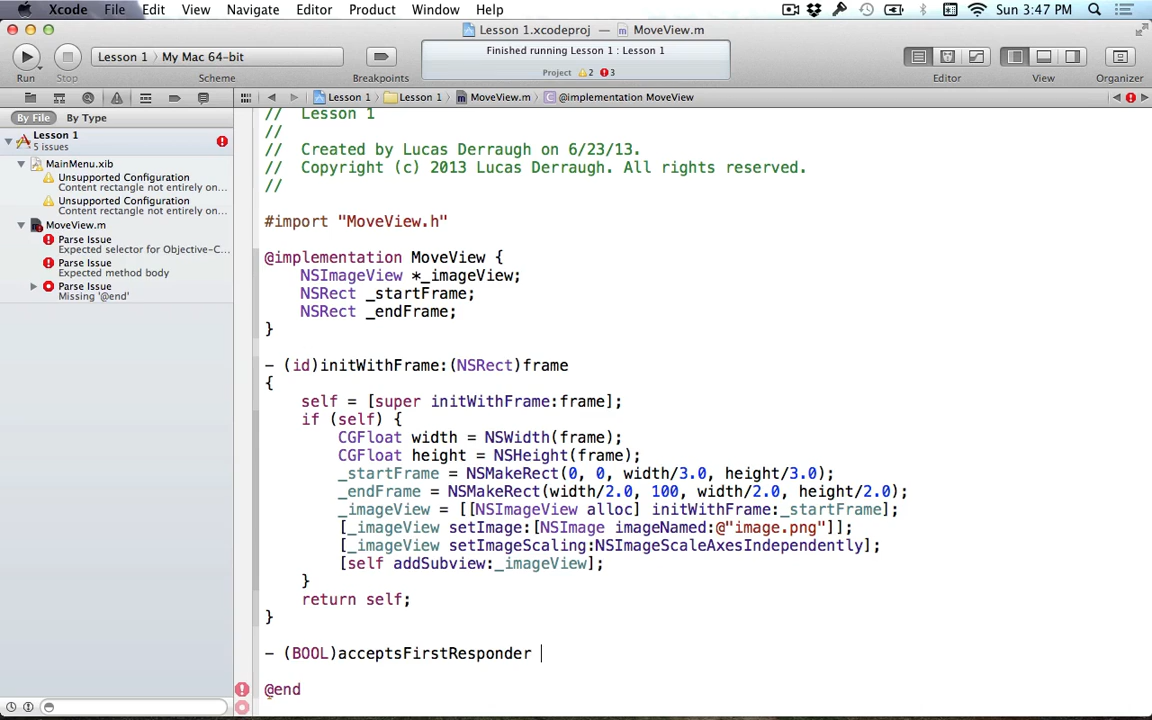 Xcode File Edit View Navigate Editor Product Window Help Sun 3:47 PM
Lesson 1.xcodeproj — MoveView.m
Lesson 1 My Mac 64-bit
Finished running Lesson 1 : Lesson 1
Project 2 3
Run Stop Scheme Breakpoints Editor View Organizer
Lesson 1 Lesson 1 MoveView.m @implementation MoveView
By File By Type
Lesson 1
5 issues
MainMenu.xib
Unsupported Configuration
Content rectangle not entirely on...
Unsupported Configuration
Content rectangle not entirely on...
MoveView.m
Parse Issue
Expected selector for Objective-C...
Parse Issue
Expected method body
Parse Issue
Missing '@end'
//  Lesson 1
//
//  Created by Lucas Derraugh on 6/23/13.
//  Copyright (c) 2013 Lucas Derraugh. All rights reserved.
//
#import "MoveView.h"
@implementation MoveView {
    NSImageView *_imageView;
    NSRect _startFrame;
    NSRect _endFrame;
}
- (id)initWithFrame:(NSRect)frame
{
    self = [super initWithFrame:frame];
    if (self) {
        CGFloat width = NSWidth(frame);
        CGFloat height = NSHeight(frame);
        _startFrame = NSMakeRect(0, 0, width/3.0, height/3.0);
        _endFrame = NSMakeRect(width/2.0, 100, width/2.0, height/2.0);
        _imageView = [[NSImageView alloc] initWithFrame:_startFrame];
        [_imageView setImage:[NSImage imageNamed:@"image.png"]];
        [_imageView setImageScaling:NSImageScaleAxesIndependently];
        [self addSubview:_imageView];
    }
    return self;
}
- (BOOL)acceptsFirstResponder
@end